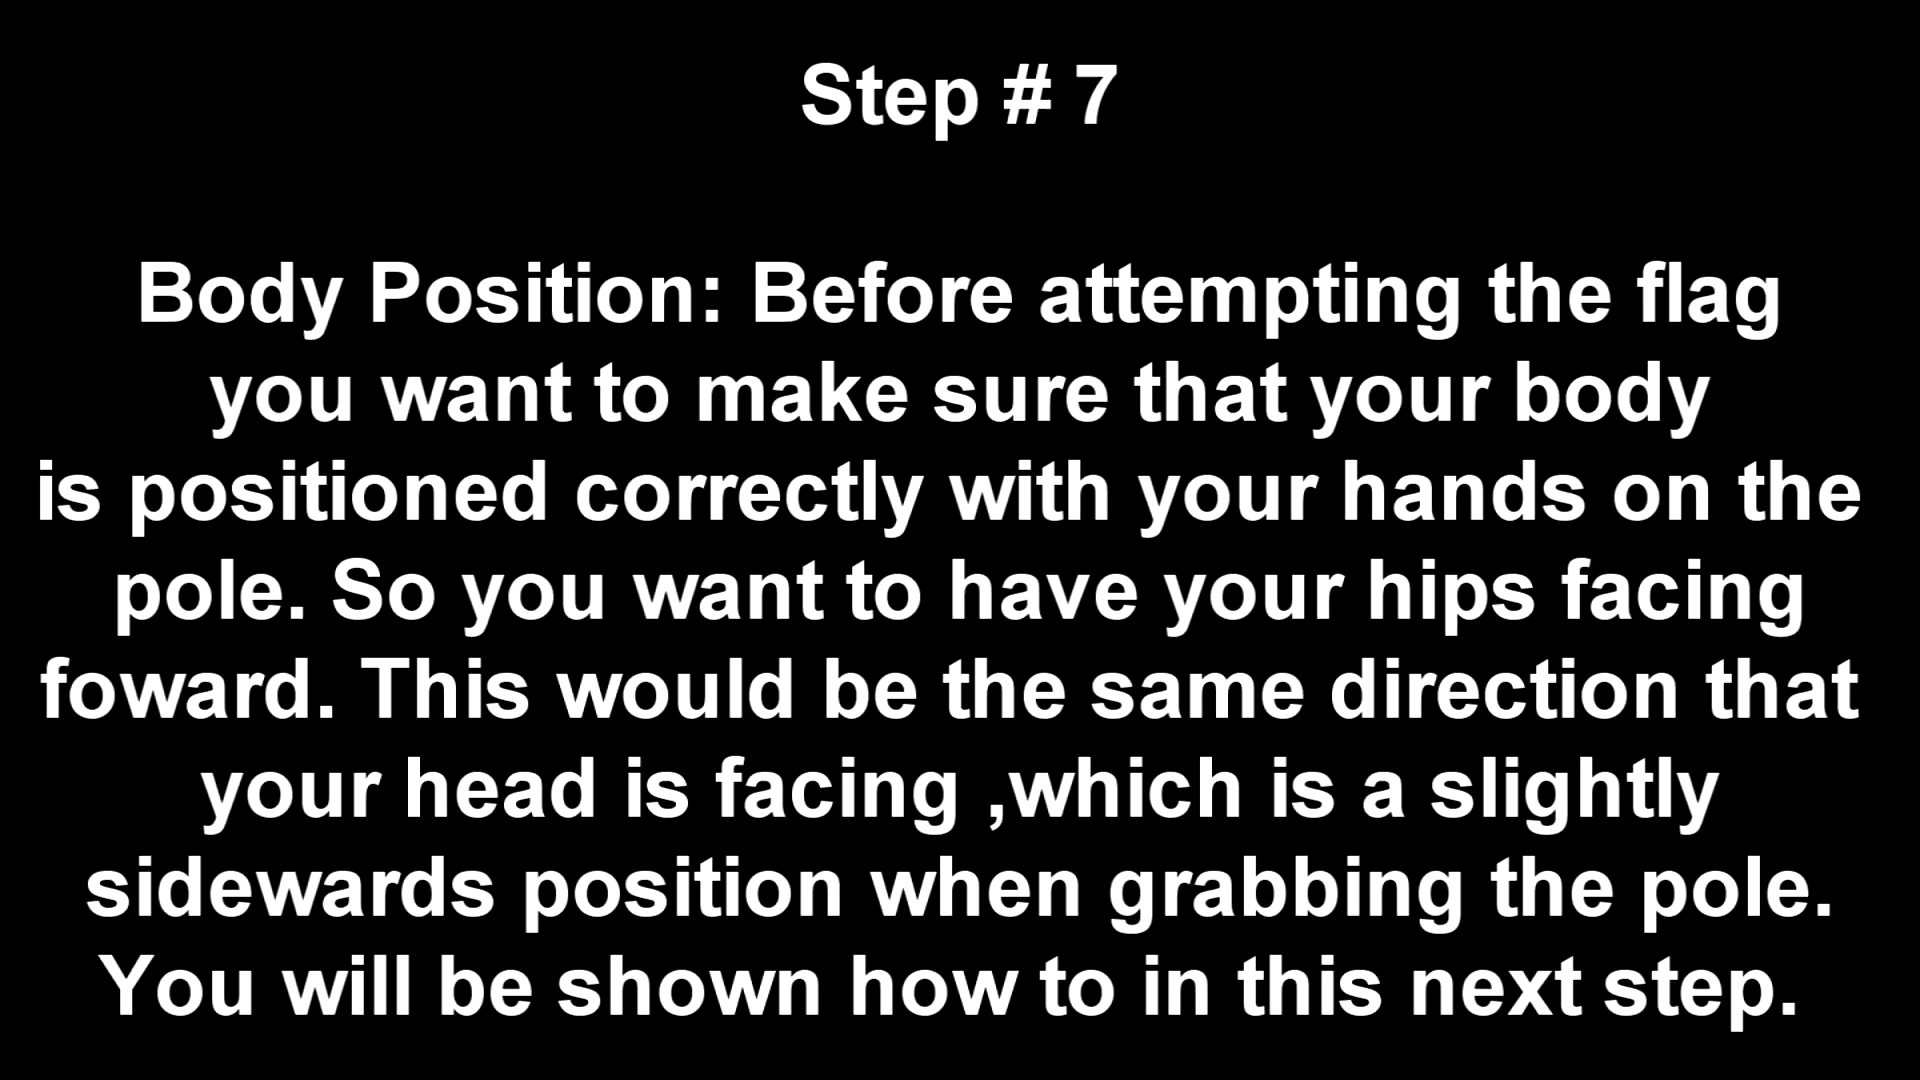 Step # 7
Body Position: Before attempting the flag
you want to make sure that your body
is positioned correctly with your hands on the
pole. So you want to have your hips facing
foward. This would be the same direction that
your head is facing ,which is a slightly
sidewards position when grabbing the pole.
You will be shown how to in this next step.